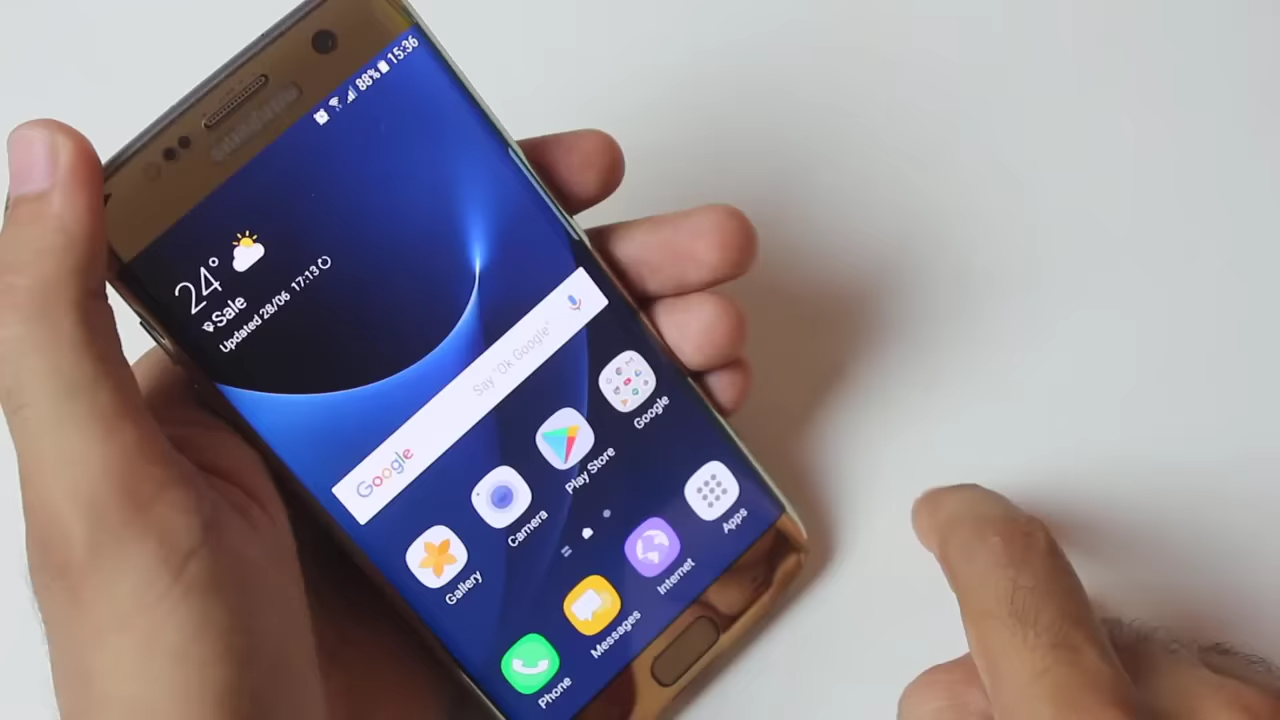 88% 15:36
SAMSUNG
24°
Sale
Updated 28/06 17:13
Say "Ok Google"
Google
Gallery
Camera
Play Store
Google
Phone
Messages
Internet
Apps